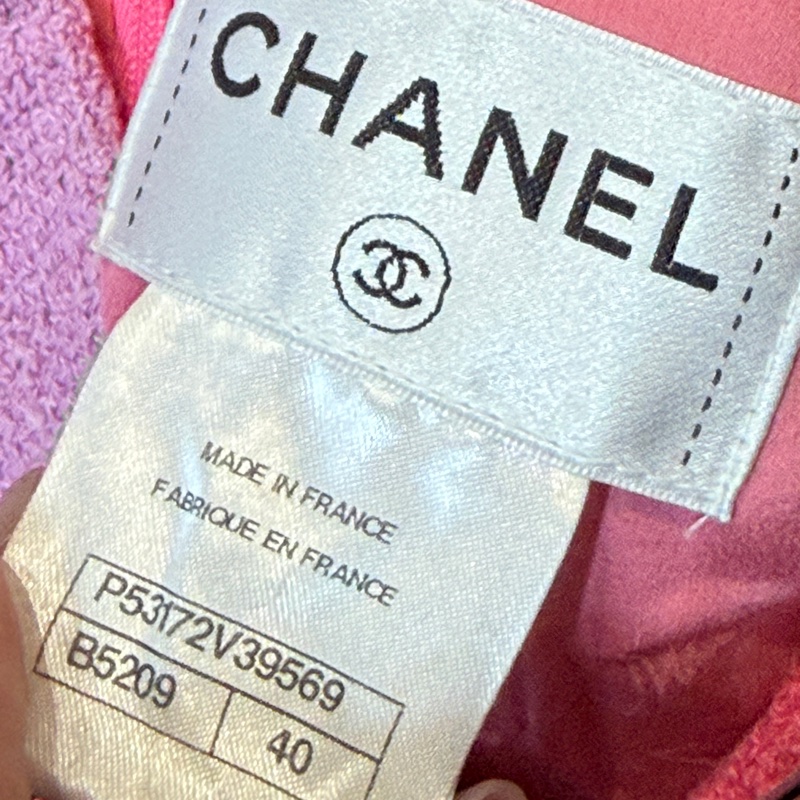 CHANEL
MADE IN FRANCE
FABRIQUE EN FRANCE
P53172V39569
B5209 40